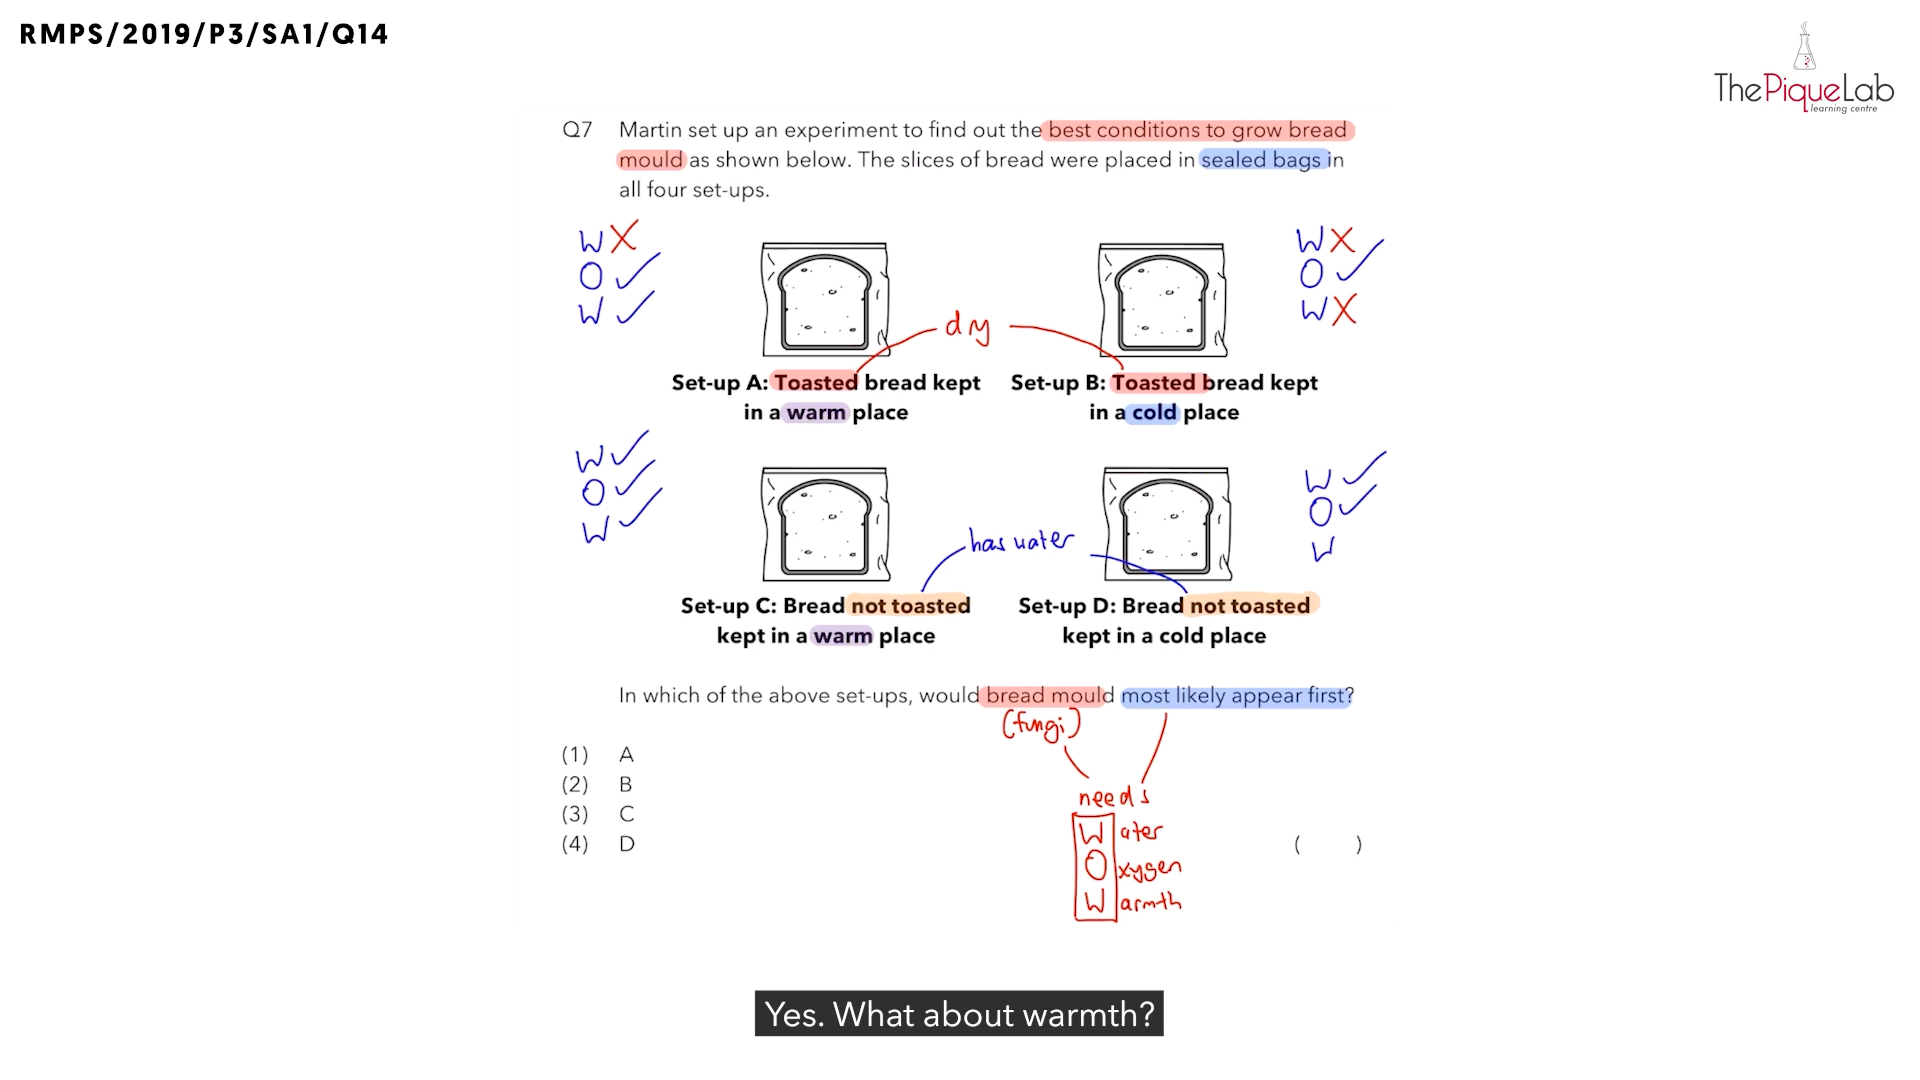 RMPS/2019/P3/SA1/Q14
ThePiqueLab
learning centre
Q7 Martin set up an experiment to find out the best conditions to grow bread
mould as shown below. The slices of bread were placed in sealed bags in
all four set-ups.
W X
O ✓
W ✓
W X
O ✓
W X
dry
Set-up A: Toasted bread kept
in a warm place
Set-up B: Toasted bread kept
in a cold place
W ✓
O ✓
W ✓
W ✓
O ✓
W
has water
Set-up C: Bread not toasted
kept in a warm place
Set-up D: Bread not toasted
kept in a cold place
In which of the above set-ups, would bread mould most likely appear first?
(fungi)
(1) A
(2) B
(3) C
(4) D
( )
needs
Water
Oxygen
Warmth
Yes. What about warmth?